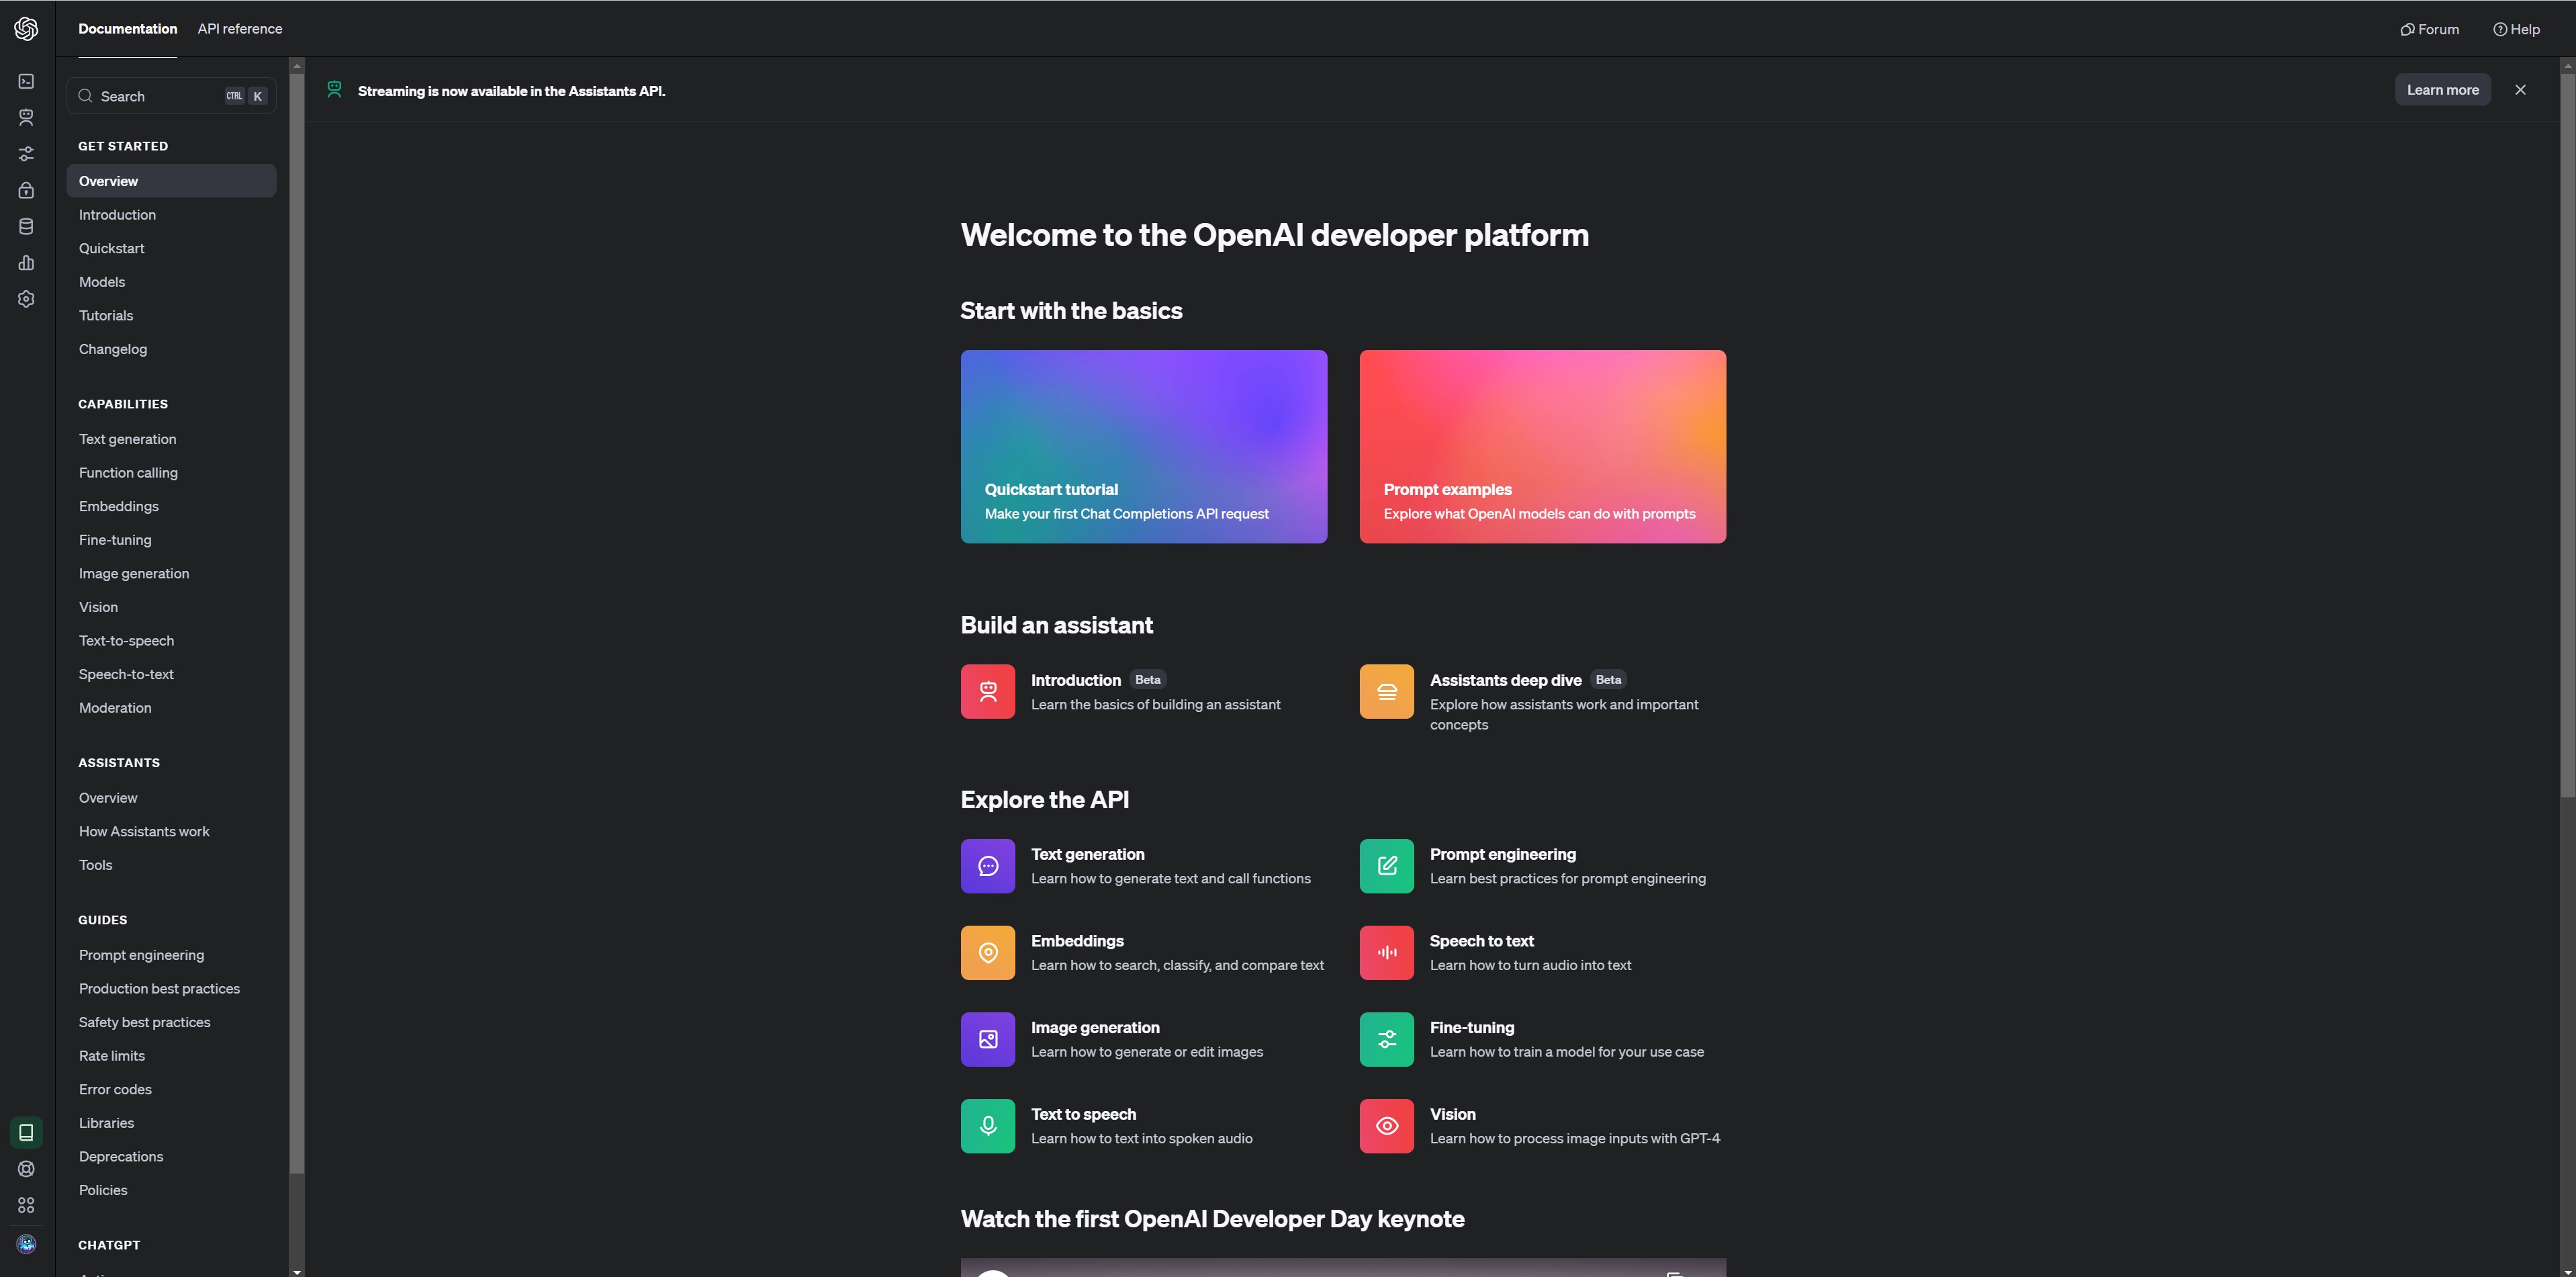 Documentation
API reference
Forum
Help
Search
CTRL K
GET STARTED
Overview
Introduction
Quickstart
Models
Tutorials
Changelog
CAPABILITIES
Text generation
Function calling
Embeddings
Fine-tuning
Image generation
Vision
Text-to-speech
Speech-to-text
Moderation
ASSISTANTS
Overview
How Assistants work
Tools
GUIDES
Prompt engineering
Production best practices
Safety best practices
Rate limits
Error codes
Libraries
Deprecations
Policies
CHATGPT
Streaming is now available in the Assistants API.
Learn more
Welcome to the OpenAI developer platform
Start with the basics
Quickstart tutorial
Make your first Chat Completions API request
Prompt examples
Explore what OpenAI models can do with prompts
Build an assistant
Introduction Beta
Learn the basics of building an assistant
Assistants deep dive Beta
Explore how assistants work and important
concepts
Explore the API
Text generation
Learn how to generate text and call functions
Prompt engineering
Learn best practices for prompt engineering
Embeddings
Learn how to search, classify, and compare text
Speech to text
Learn how to turn audio into text
Image generation
Learn how to generate or edit images
Fine-tuning
Learn how to train a model for your use case
Text to speech
Learn how to text into spoken audio
Vision
Learn how to process image inputs with GPT-4
Watch the first OpenAI Developer Day keynote